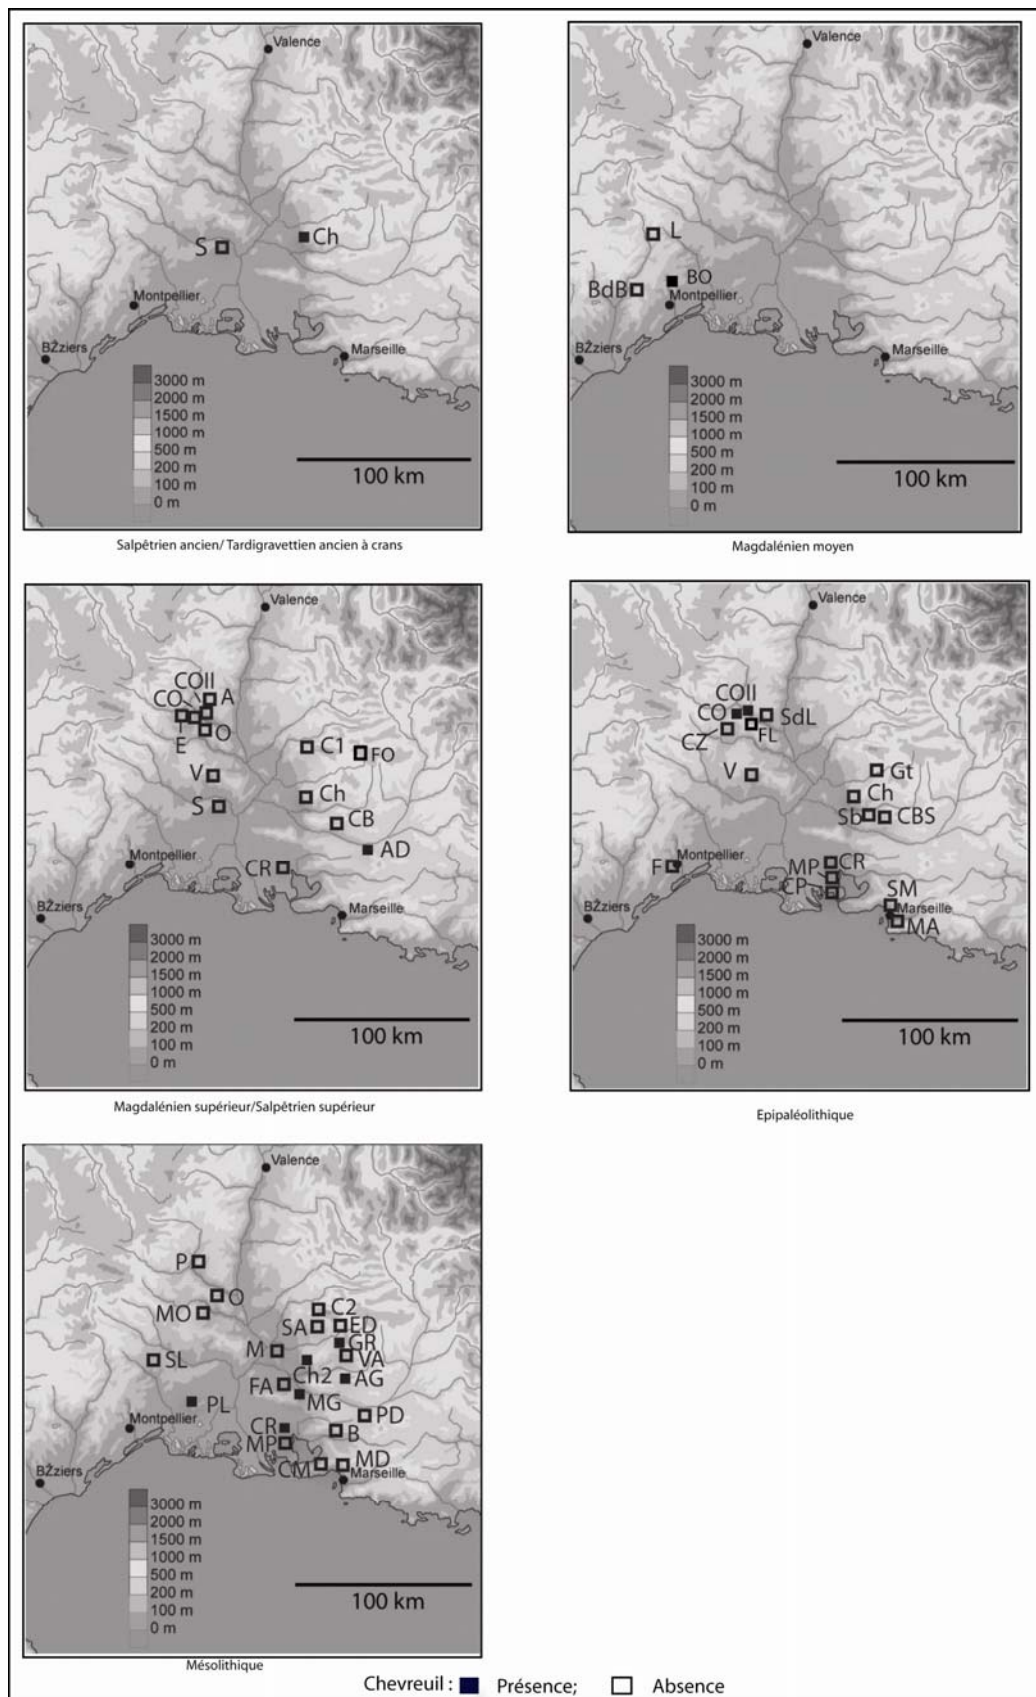 Valence
Ch
S
Montpellier
BŽziers
Marseille
3000 m
2000 m
1500 m
1000 m
500 m
200 m
100 m
0 m
100 km
Salpêtrien ancien/ Tardigravettien ancien à crans
Valence
L
BO
BdB
Montpellier
BŽziers
Marseille
3000 m
2000 m
1500 m
1000 m
500 m
200 m
100 m
0 m
100 km
Magdalénien moyen
Valence
COII
CO A
E O
C1 FO
V
Ch
S
CB
AD
Montpellier
CR
BŽziers
Marseille
3000 m
2000 m
1500 m
1000 m
500 m
200 m
100 m
0 m
100 km
Magdalénien supérieur/Salpêtrien supérieur
Valence
COII
CO SdL
CZ FL
V Gt
Ch
Sb CBS
Montpellier
F MP CR
CP SM
BŽziers
Marseille
MA
3000 m
2000 m
1500 m
1000 m
500 m
200 m
100 m
0 m
100 km
Epipaléolithique
Valence
P
O
MO C2
SA ED
GR
M VA
SL Ch2 AG
FA MG
PL PD
Montpellier
CR B
MP
CM MD
BŽziers
Marseille
3000 m
2000 m
1500 m
1000 m
500 m
200 m
100 m
0 m
100 km
Mésolithique
Chevreuil : Présence; Absence